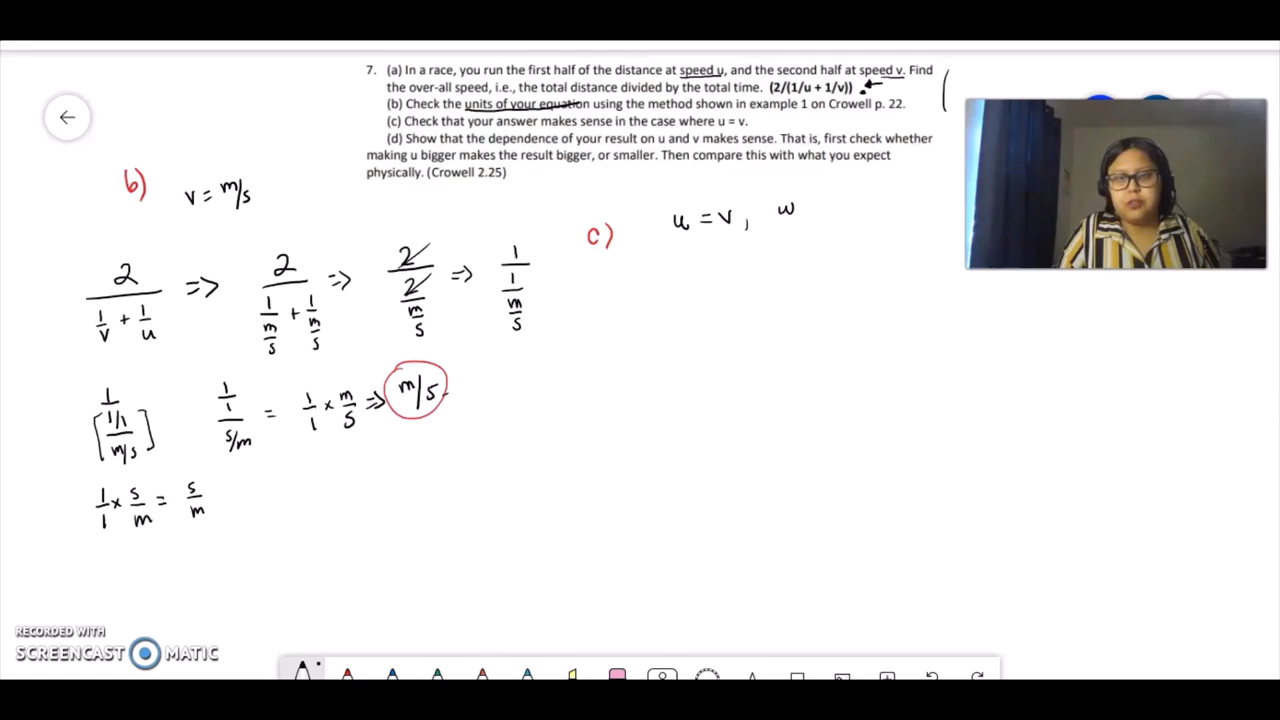 7. (a) In a race, you run the first half of the distance at speed u, and the second half at speed v. Find
the over-all speed, i.e., the total distance divided by the total time. (2/(1/u + 1/v))
(b) Check the units of your equation using the method shown in example 1 on Crowell p. 22.
(c) Check that your answer makes sense in the case where u = v.
(d) Show that the dependence of your result on u and v makes sense. That is, first check whether
making u bigger makes the result bigger, or smaller. Then compare this with what you expect
physically. (Crowell 2.25)
b) v = m/s
2/(1/v + 1/u) => 2/(1/(m/s) + 1/(m/s)) => 2/(2/(m/s)) => 1/(1/(m/s))
1/[(1/1)/(m/s)] 1/(1/(s/m)) = 1/1 × m/s => m/s
1/1 × s/m = s/m
c) u = v, w
RECORDED WITH
SCREENCAST MATIC